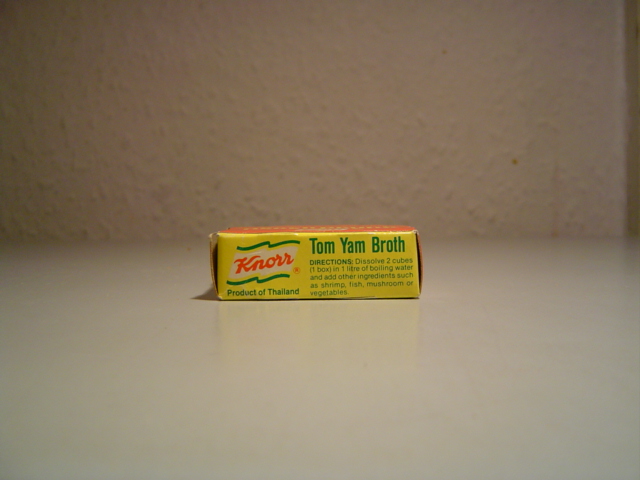 Knorr®
Product of Thailand
Tom Yam Broth
DIRECTIONS: Dissolve 2 cubes
(1 box) in 1 litre of boiling water
and add other ingredients such
as shrimp, fish, mushroom or
vegetables.